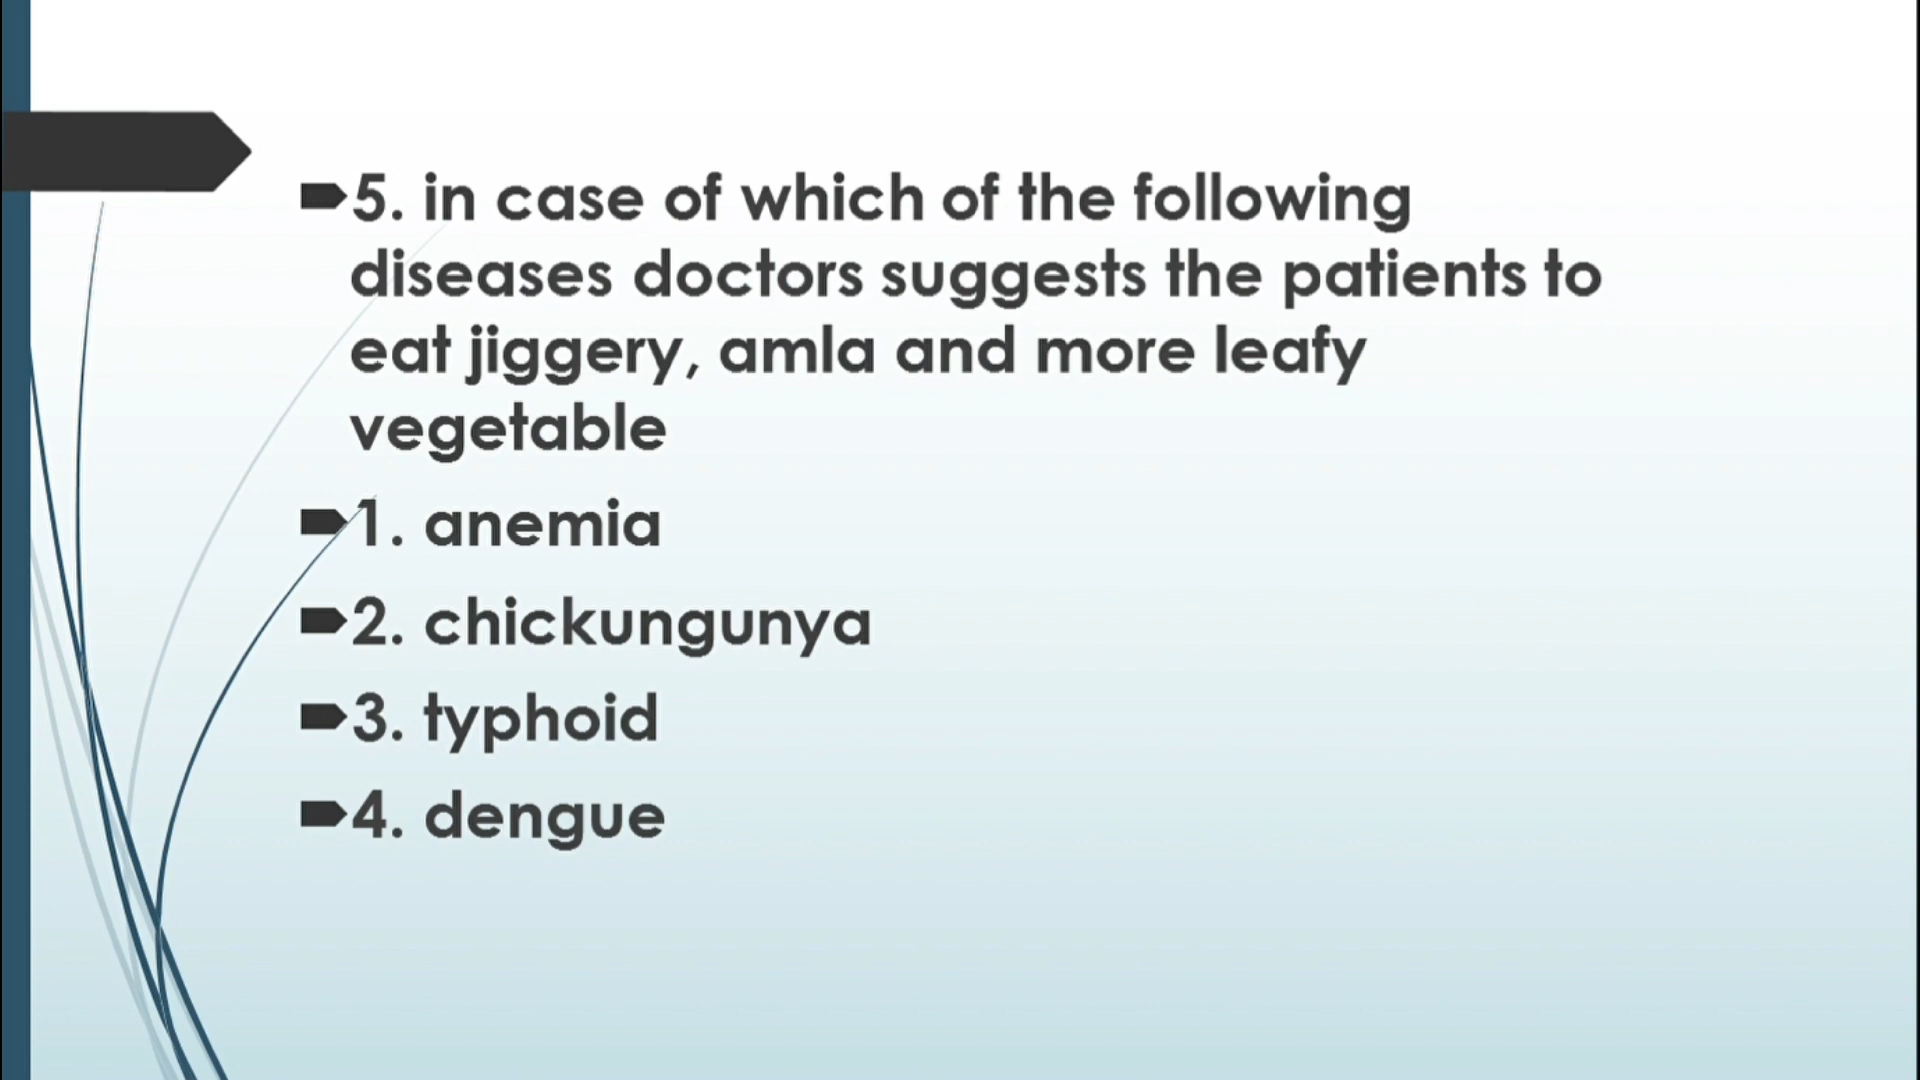 5. in case of which of the following
diseases doctors suggests the patients to
eat jiggery, amla and more leafy
vegetable
1. anemia
2. chickungunya
3. typhoid
4. dengue